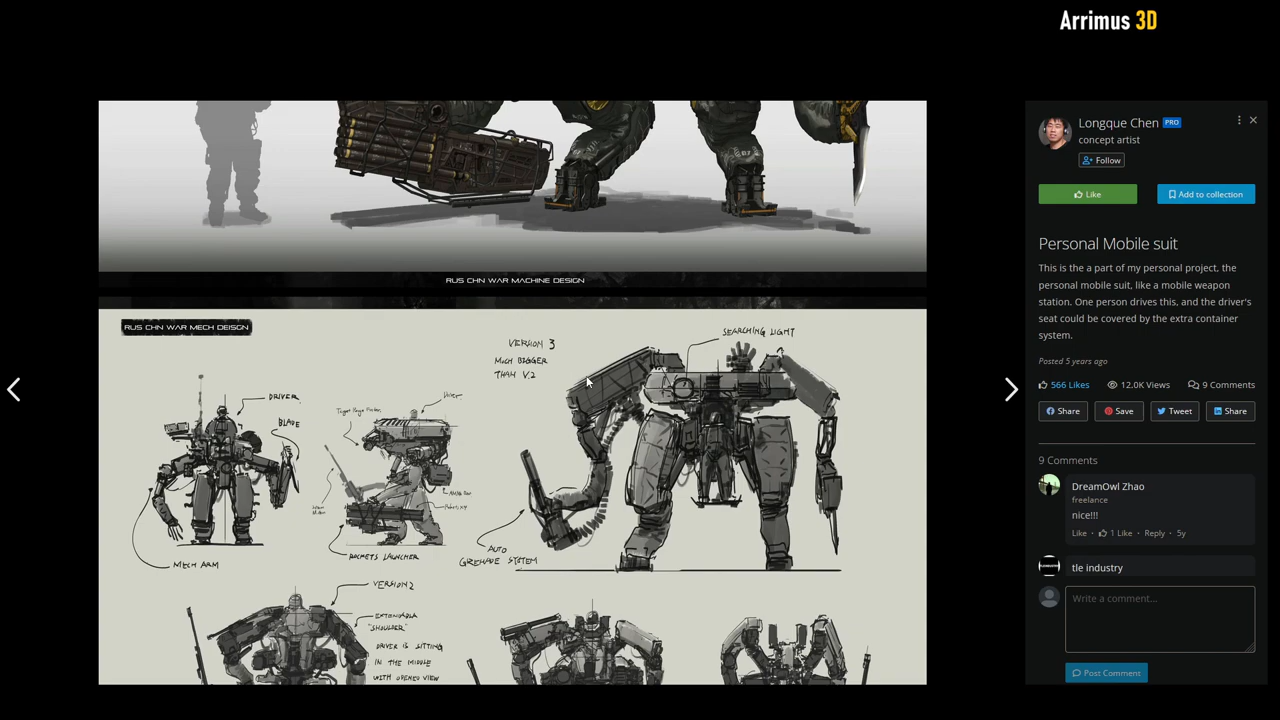 Arrimus 3D
RUS CHN WAR MACHINE DESIGN
RUS CHN WAR MECH DEISGN
VERSION 3
MUCH BIGGER
THAN V.2
SEARCHING LIGHT
DRIVER
BLADE
Driver
ROCKETS LAUNCHER
MECH ARM
AUTO
GRENADE SYSTEM
VERSION 2
EXTENDABLE
"SHOULDER"
DRIVER IS SITTING
IN THE MIDDLE
WITH OPENED VIEW
Longque Chen PRO
concept artist
Follow
Like
Add to collection
Personal Mobile suit
This is the a part of my personal project, the
personal mobile suit, like a mobile weapon
station. One person drives this, and the driver's
seat could be covered by the extra container
system.
Posted 5 years ago
566 Likes
12.0K Views
9 Comments
Share
Save
Tweet
Share
9 Comments
DreamOwl Zhao
freelance
nice!!!
Like · 1 Like · Reply · 5y
tle industry
Write a comment...
Post Comment